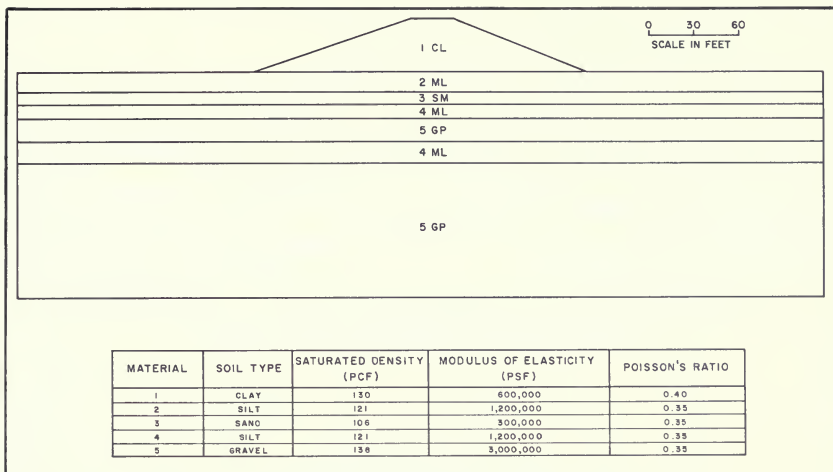 0 30 60
SCALE IN FEET
1 CL
2 ML
3 SM
4 ML
5 GP
4 ML
5 GP
MATERIAL SOIL TYPE SATURATED DENSITY (PCF) MODULUS OF ELASTICITY (PSF) POISSON'S RATIO
1 CLAY 130 600,000 0.40
2 SILT 121 1,200,000 0.35
3 SAND 106 300,000 0.35
4 SILT 121 1,200,000 0.35
5 GRAVEL 138 3,000,000 0.35